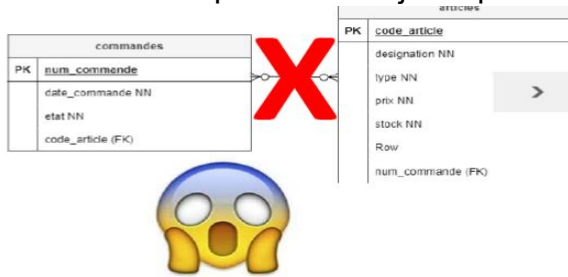 commandes
PK num_commande
date_commande NN
etat NN
code_article (FK)
articles
PK code_article
designation NN
type NN
prix NN
stock NN
Row
num_commande (FK)